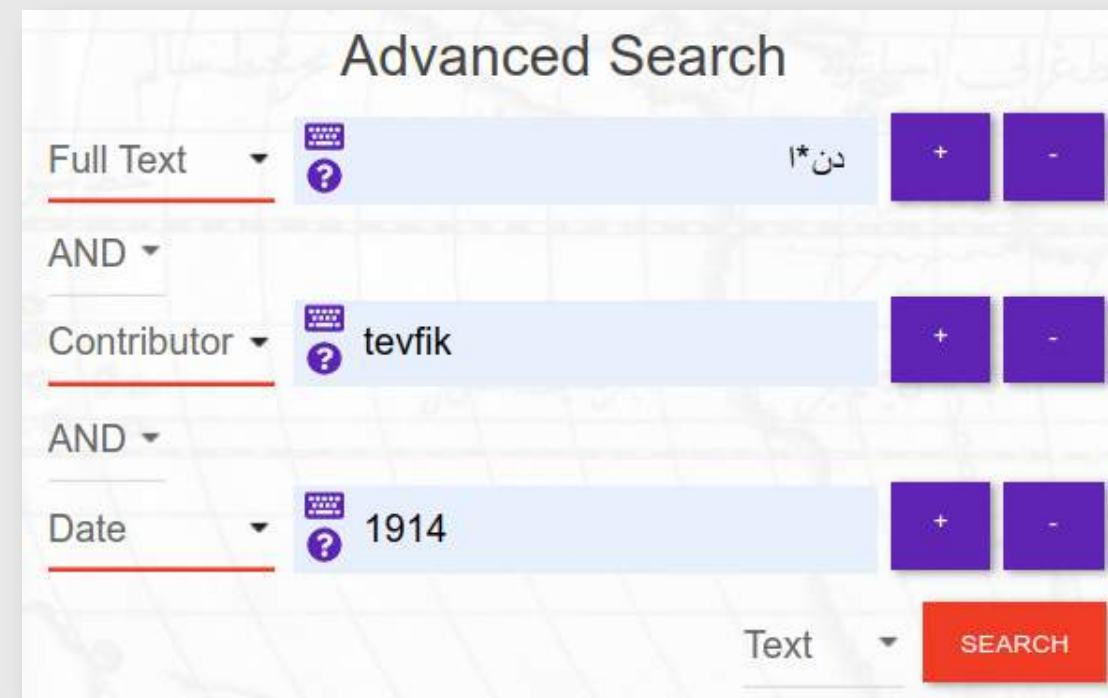 Advanced Search
Full Text
دن*ا
+
-
AND
Contributor
tevfik
+
-
AND
Date
1914
+
-
Text
SEARCH